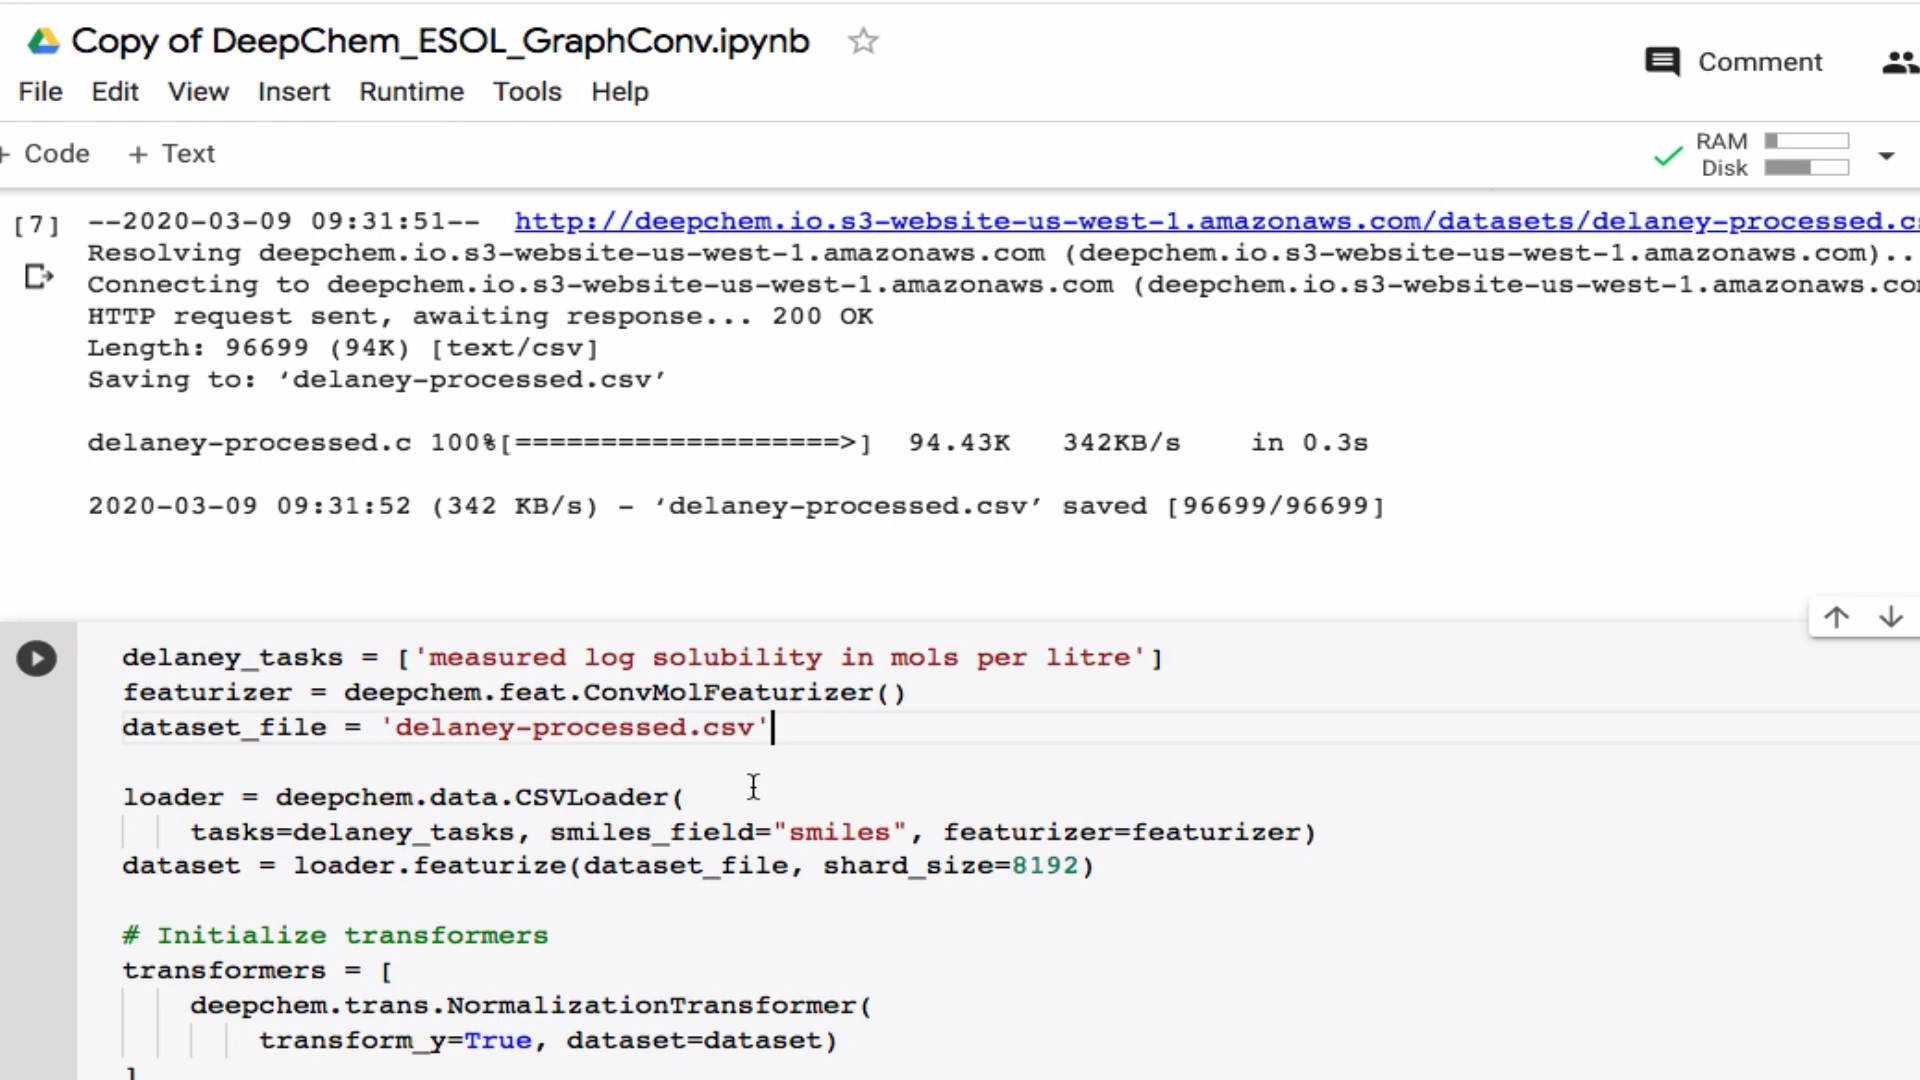 Copy of DeepChem_ESOL_GraphConv.ipynb
Comment
File Edit View Insert Runtime Tools Help
+ Code + Text
RAM
Disk
[7] --2020-03-09 09:31:51-- http://deepchem.io.s3-website-us-west-1.amazonaws.com/datasets/delaney-processed.cs
Resolving deepchem.io.s3-website-us-west-1.amazonaws.com (deepchem.io.s3-website-us-west-1.amazonaws.com)..
Connecting to deepchem.io.s3-website-us-west-1.amazonaws.com (deepchem.io.s3-website-us-west-1.amazonaws.co
HTTP request sent, awaiting response... 200 OK
Length: 96699 (94K) [text/csv]
Saving to: ‘delaney-processed.csv’
delaney-processed.c 100%[===================>] 94.43K 342KB/s in 0.3s
2020-03-09 09:31:52 (342 KB/s) - ‘delaney-processed.csv’ saved [96699/96699]
delaney_tasks = ['measured log solubility in mols per litre']
featurizer = deepchem.feat.ConvMolFeaturizer()
dataset_file = 'delaney-processed.csv'
loader = deepchem.data.CSVLoader(
tasks=delaney_tasks, smiles_field="smiles", featurizer=featurizer)
dataset = loader.featurize(dataset_file, shard_size=8192)
# Initialize transformers
transformers = [
deepchem.trans.NormalizationTransformer(
transform_y=True, dataset=dataset)
]